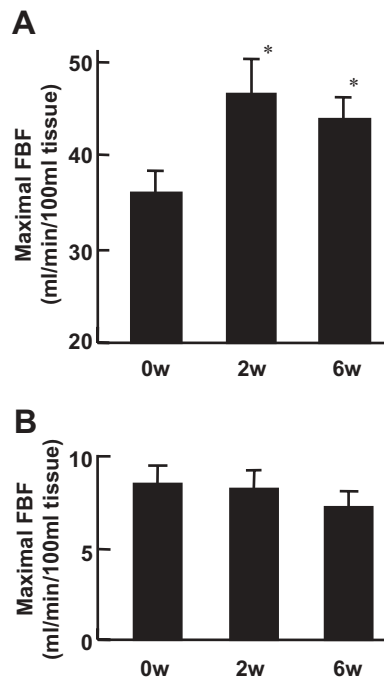 A
Maximal FBF
(ml/min/100ml tissue)
50
40
30
20
*
*
0w 2w 6w
B
Maximal FBF
(ml/min/100ml tissue)
10
5
0
0w 2w 6w